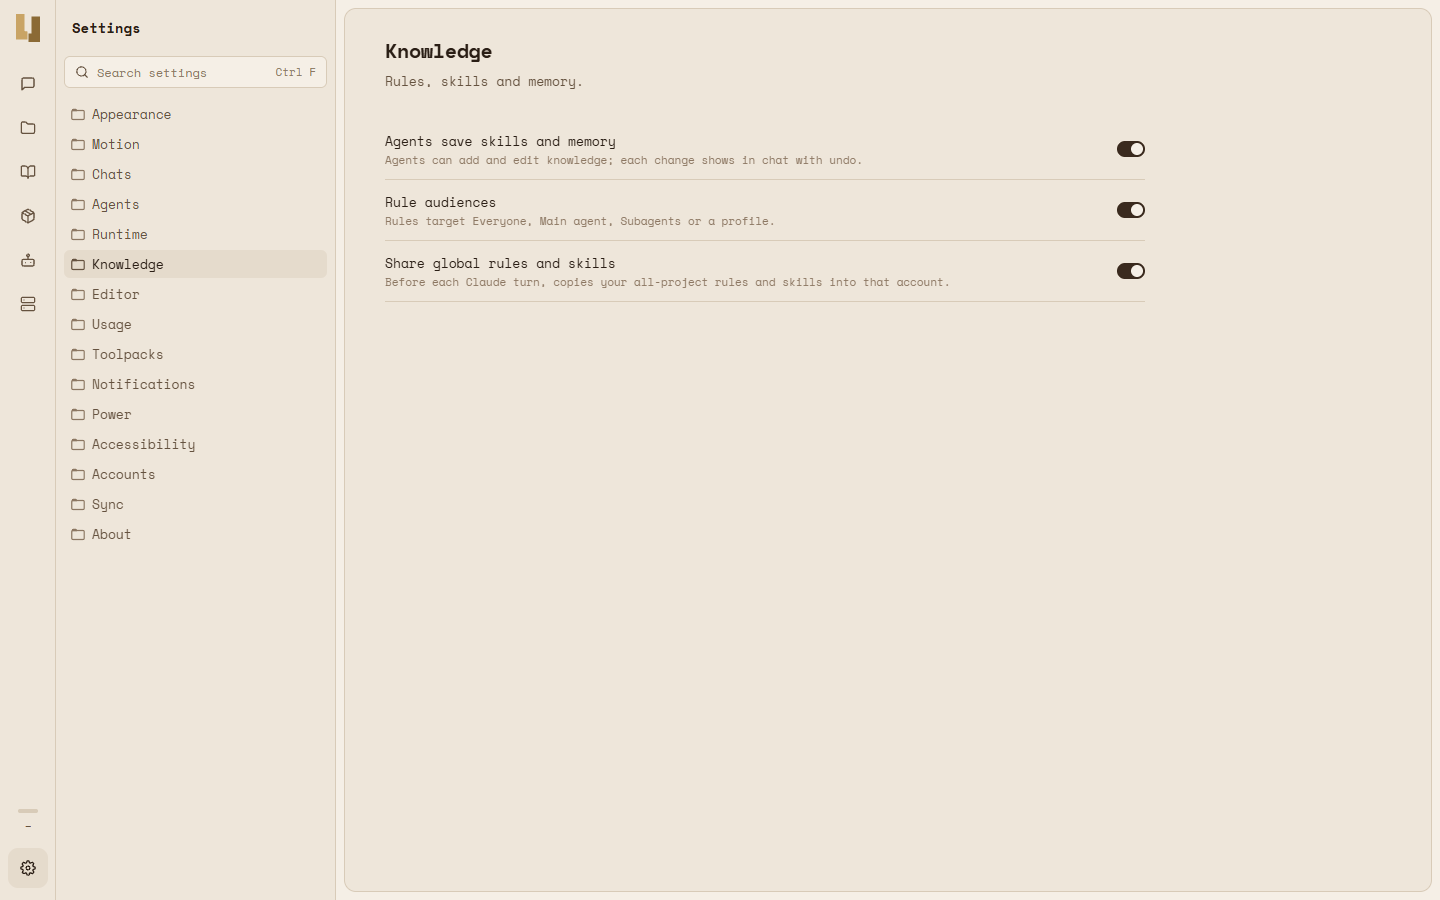 Settings
Search settings Ctrl F
Appearance
Motion
Chats
Agents
Runtime
Knowledge
Editor
Usage
Toolpacks
Notifications
Power
Accessibility
Accounts
Sync
About
–
Knowledge
Rules, skills and memory.
Agents save skills and memory
Agents can add and edit knowledge; each change shows in chat with undo.
Rule audiences
Rules target Everyone, Main agent, Subagents or a profile.
Share global rules and skills
Before each Claude turn, copies your all-project rules and skills into that account.